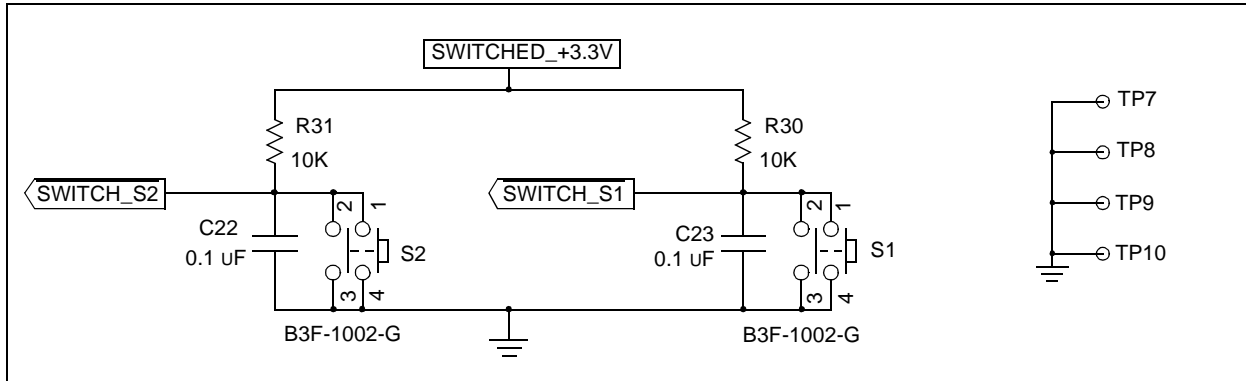 SWITCHED_+3.3V
R31
10K
R30
10K
TP7
TP8
TP9
TP10
SWITCH_S2
SWITCH_S1
C22
0.1 uF
2
1
3
4
S2
C23
0.1 uF
2
1
3
4
S1
B3F-1002-G
B3F-1002-G